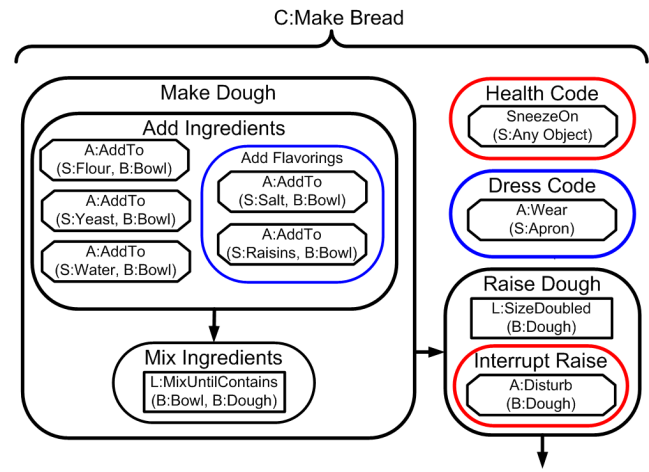 C:Make Bread
Make Dough
Add Ingredients
A:AddTo
(S:Flour, B:Bowl)
A:AddTo
(S:Yeast, B:Bowl)
A:AddTo
(S:Water, B:Bowl)
Add Flavorings
A:AddTo
(S:Salt, B:Bowl)
A:AddTo
(S:Raisins, B:Bowl)
Mix Ingredients
L:MixUntilContains
(B:Bowl, B:Dough)
Health Code
SneezeOn
(S:Any Object)
Dress Code
A:Wear
(S:Apron)
Raise Dough
L:SizeDoubled
(B:Dough)
Interrupt Raise
A:Disturb
(B:Dough)